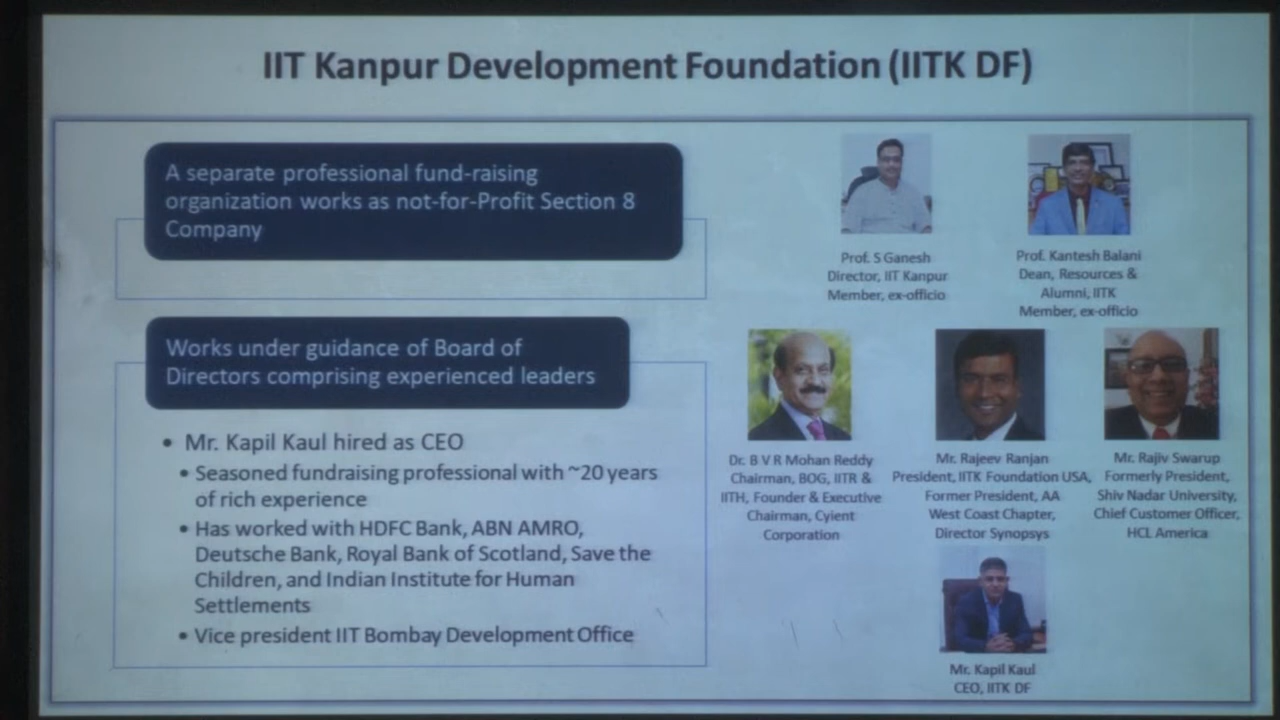 IIT Kanpur Development Foundation (IITK DF)
A separate professional fund-raising
organization works as not-for-Profit Section 8
Company
Works under guidance of Board of
Directors comprising experienced leaders
• Mr. Kapil Kaul hired as CEO
• Seasoned fundraising professional with ~20 years
of rich experience
• Has worked with HDFC Bank, ABN AMRO,
Deutsche Bank, Royal Bank of Scotland, Save the
Children, and Indian Institute for Human
Settlements
• Vice president IIT Bombay Development Office
Prof. S Ganesh
Director, IIT Kanpur
Member, ex-officio
Prof. Kantesh Balani
Dean, Resources &
Alumni, IITK
Member, ex-officio
Dr. B V R Mohan Reddy
Chairman, BOG, IITR &
IITH, Founder & Executive
Chairman, Cyient
Corporation
Mr. Rajeev Ranjan
President, IITK Foundation USA,
Former President, AA
West Coast Chapter,
Director Synopsys
Mr. Rajiv Swarup
Formerly President,
Shiv Nadar University,
Chief Customer Officer,
HCL America
Mr. Kapil Kaul
CEO, IITK DF